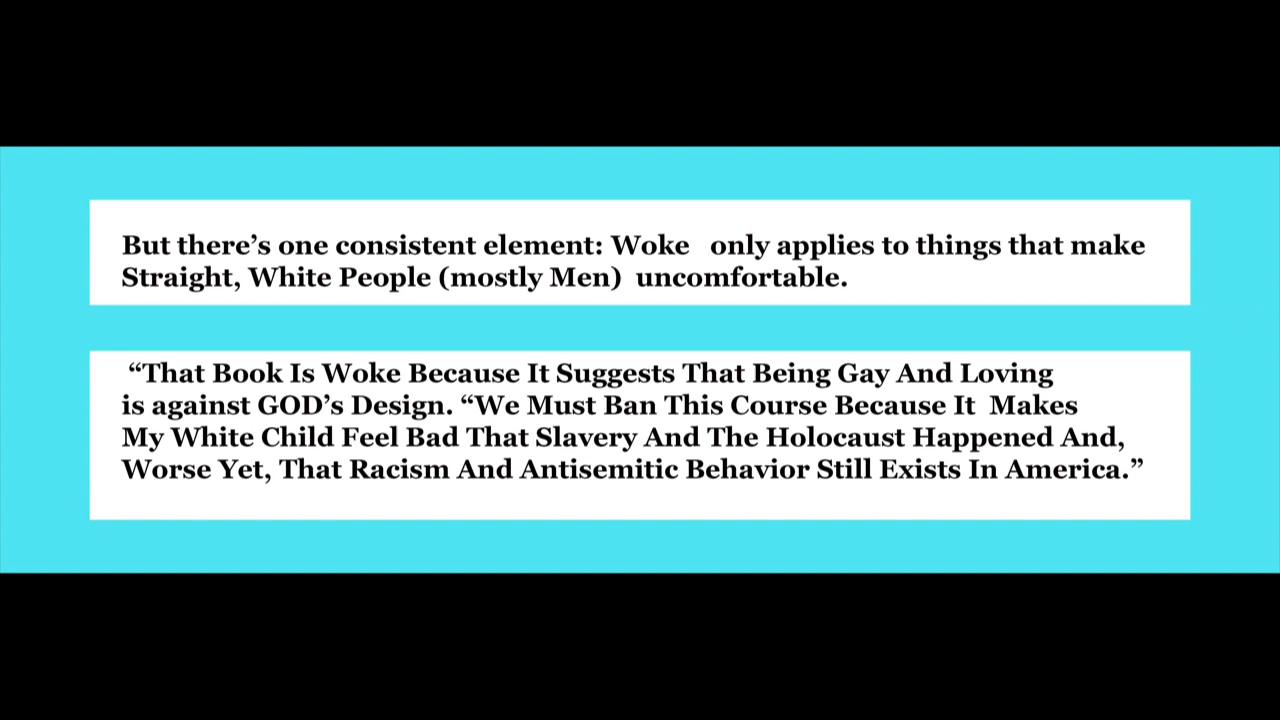 But there’s one consistent element: Woke only applies to things that make
Straight, White People (mostly Men) uncomfortable.
“That Book Is Woke Because It Suggests That Being Gay And Loving
is against GOD’s Design. “We Must Ban This Course Because It Makes
My White Child Feel Bad That Slavery And The Holocaust Happened And,
Worse Yet, That Racism And Antisemitic Behavior Still Exists In America.”